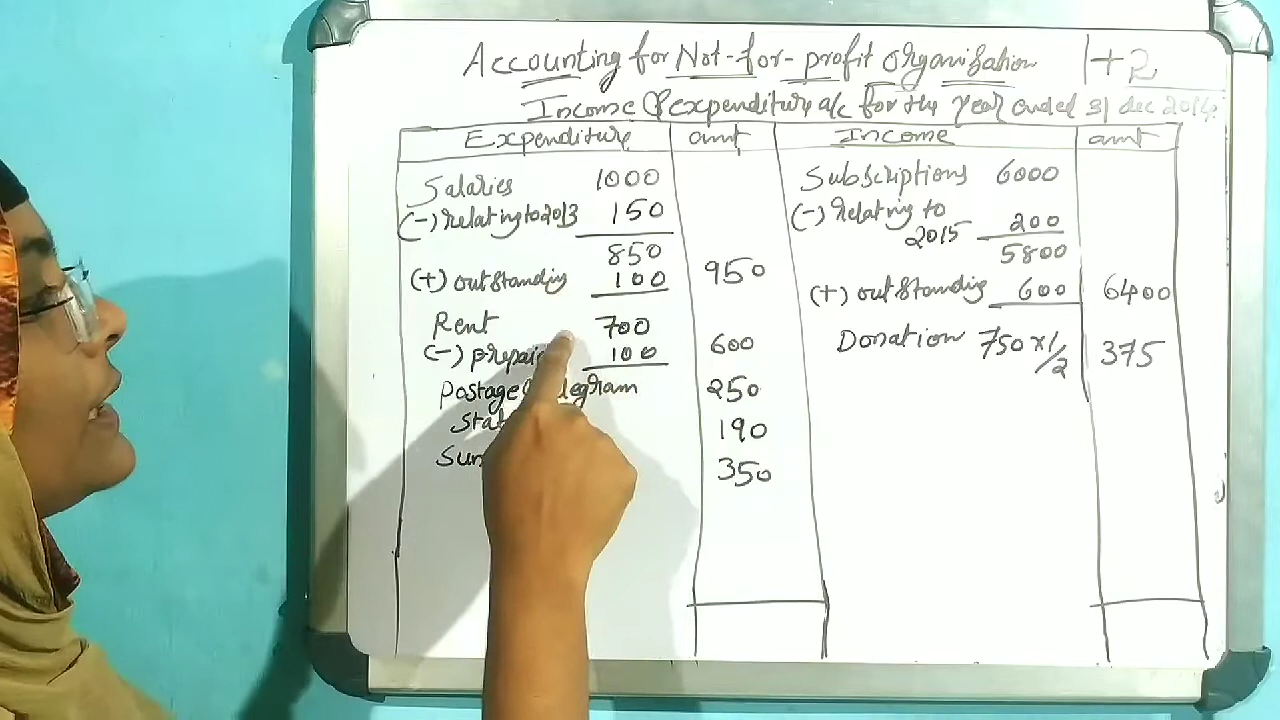 Accounting for Not-for-profit Organisation 1+2
Income & expenditure a/c for the year ended 31 dec 2014
Expenditure amt Income amt
Salaries 1000 Subscriptions 6000
(-) Relating to 2013 150 (-) Relating to 2015 200
850 5800
(+) outstanding 100 950 (+) outstanding 600 6400
Rent 700 Donation 750 x 1/2 375
(-) 100 600
Postage 250
190
350